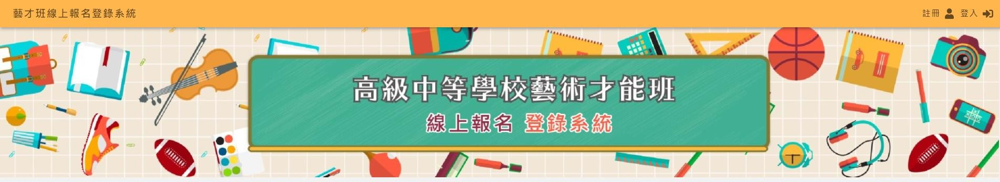 藝才班線上報名登錄系統
註冊 登入
高級中等學校藝術才能班
線上報名 登錄系統